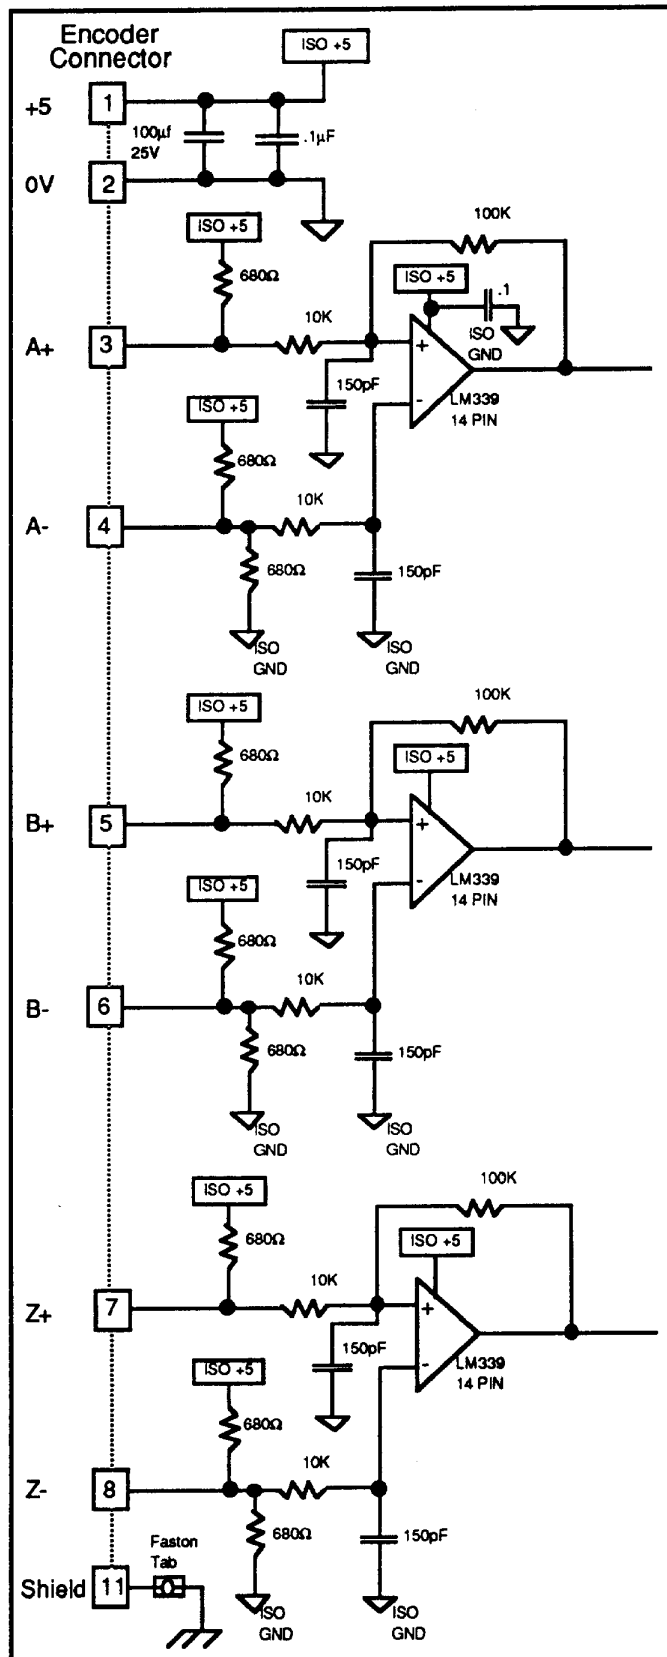 Encoder
Connector
ISO +5
+5
1
100µf
25V
.1µF
0V
2
ISO +5
100K
680Ω
ISO +5
.1
10K
ISO
GND
A+
3
+
150pF
LM339
14 PIN
ISO +5
-
680Ω
10K
A-
4
680Ω
150pF
ISO
GND
ISO
GND
100K
ISO +5
680Ω
ISO +5
10K
B+
5
+
150pF
LM339
14 PIN
ISO +5
-
680Ω
10K
B-
6
680Ω
150pF
ISO
GND
ISO
GND
100K
ISO +5
680Ω
ISO +5
10K
Z+
7
+
150pF
LM339
14 PIN
ISO +5
-
680Ω
10K
Z-
8
680Ω
150pF
Faston
Tab
Shield
11
ISO
GND
ISO
GND